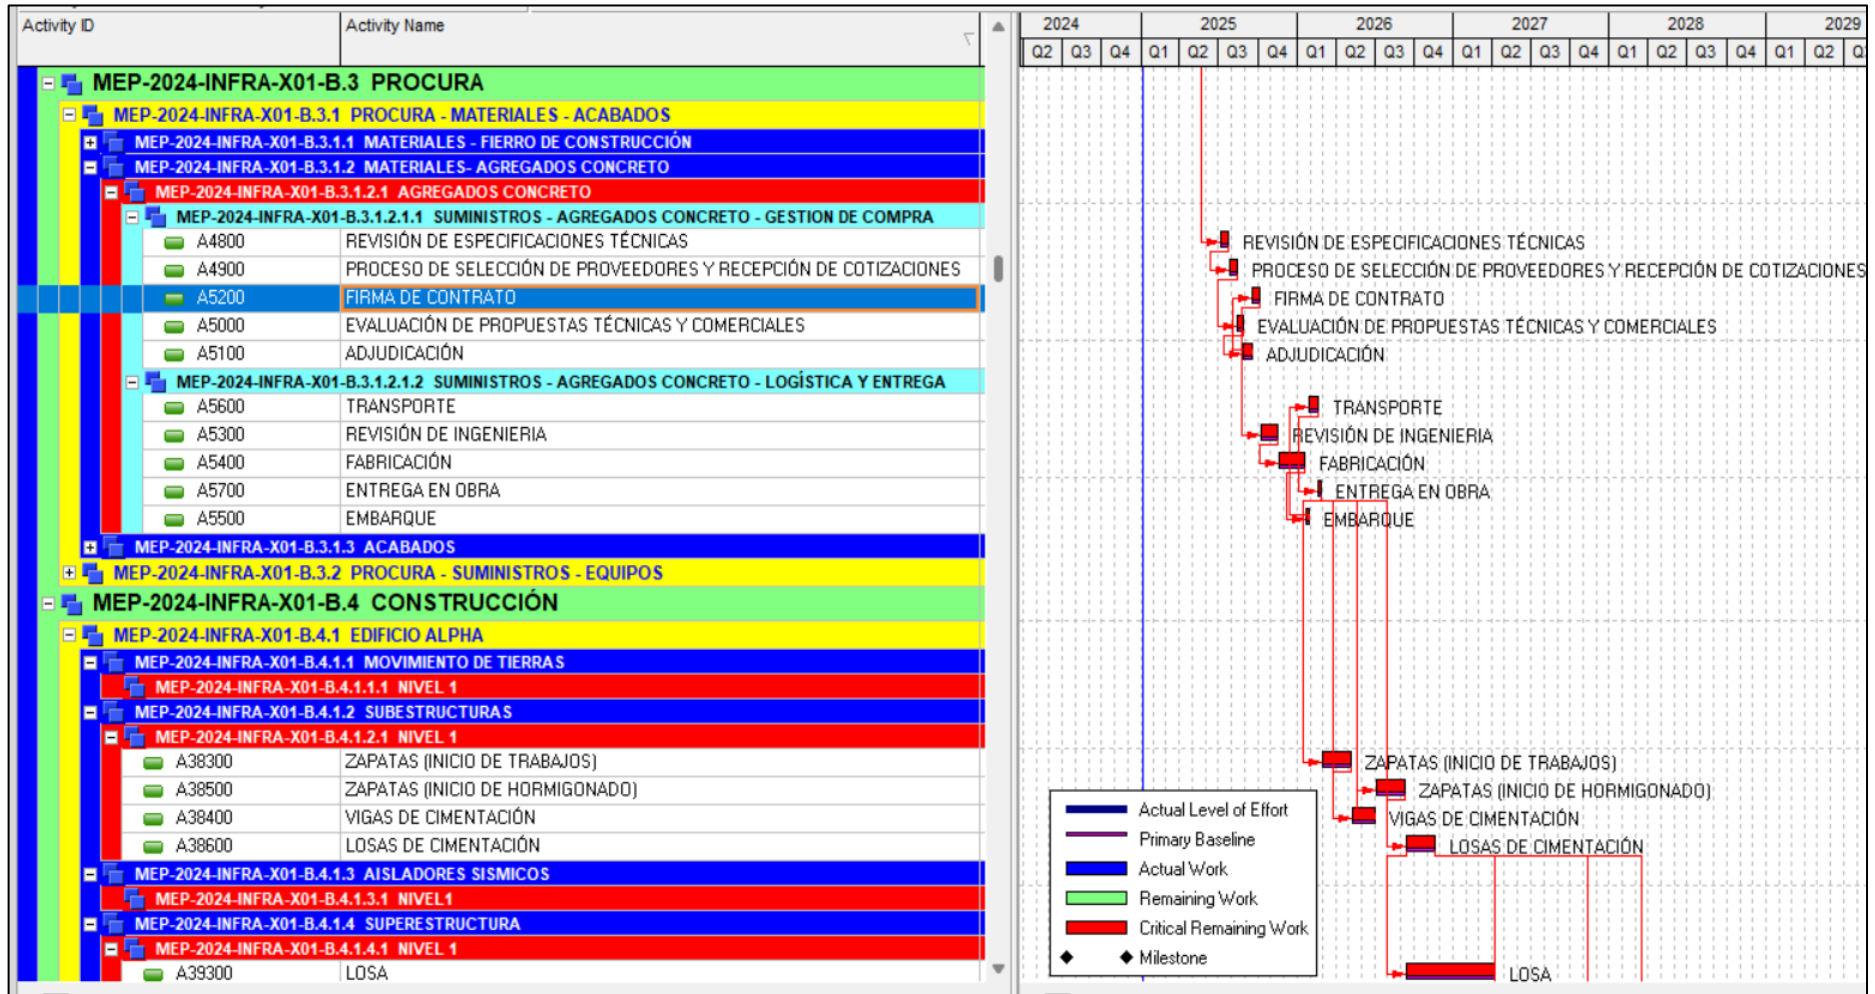 Activity ID Activity Name 2024 2025 2026 2027 2028 2029
Q2 Q3 Q4 Q1 Q2 Q3 Q4 Q1 Q2 Q3 Q4 Q1 Q2 Q3 Q4 Q1 Q2 Q3 Q4 Q1 Q2
MEP-2024-INFRA-X01-B.3 PROCURA
MEP-2024-INFRA-X01-B.3.1 PROCURA - MATERIALES - ACABADOS
MEP-2024-INFRA-X01-B.3.1.1 MATERIALES - FIERRO DE CONSTRUCCIÓN
MEP-2024-INFRA-X01-B.3.1.2 MATERIALES- AGREGADOS CONCRETO
MEP-2024-INFRA-X01-B.3.1.2.1 AGREGADOS CONCRETO
MEP-2024-INFRA-X01-B.3.1.2.1.1 SUMINISTROS - AGREGADOS CONCRETO - GESTION DE COMPRA
A4800 REVISIÓN DE ESPECIFICACIONES TÉCNICAS REVISIÓN DE ESPECIFICACIONES TÉCNICAS
A4900 PROCESO DE SELECCIÓN DE PROVEEDORES Y RECEPCIÓN DE COTIZACIONES PROCESO DE SELECCIÓN DE PROVEEDORES Y RECEPCIÓN DE COTIZACIONES
A5200 FIRMA DE CONTRATO FIRMA DE CONTRATO
A5000 EVALUACIÓN DE PROPUESTAS TÉCNICAS Y COMERCIALES EVALUACIÓN DE PROPUESTAS TÉCNICAS Y COMERCIALES
A5100 ADJUDICACIÓN ADJUDICACIÓN
MEP-2024-INFRA-X01-B.3.1.2.1.2 SUMINISTROS - AGREGADOS CONCRETO - LOGÍSTICA Y ENTREGA
A5600 TRANSPORTE TRANSPORTE
A5300 REVISIÓN DE INGENIERIA REVISIÓN DE INGENIERIA
A5400 FABRICACIÓN FABRICACIÓN
A5700 ENTREGA EN OBRA ENTREGA EN OBRA
A5500 EMBARQUE EMBARQUE
MEP-2024-INFRA-X01-B.3.1.3 ACABADOS
MEP-2024-INFRA-X01-B.3.2 PROCURA - SUMINISTROS - EQUIPOS
MEP-2024-INFRA-X01-B.4 CONSTRUCCIÓN
MEP-2024-INFRA-X01-B.4.1 EDIFICIO ALPHA
MEP-2024-INFRA-X01-B.4.1.1 MOVIMIENTO DE TIERRAS
MEP-2024-INFRA-X01-B.4.1.1.1 NIVEL 1
MEP-2024-INFRA-X01-B.4.1.2 SUBESTRUCTURAS
MEP-2024-INFRA-X01-B.4.1.2.1 NIVEL 1
A38300 ZAPATAS (INICIO DE TRABAJOS) ZAPATAS (INICIO DE TRABAJOS)
A38500 ZAPATAS (INICIO DE HORMIGONADO) ZAPATAS (INICIO DE HORMIGONADO)
A38400 VIGAS DE CIMENTACIÓN VIGAS DE CIMENTACIÓN
A38600 LOSAS DE CIMENTACIÓN LOSAS DE CIMENTACIÓN
MEP-2024-INFRA-X01-B.4.1.3 AISLADORES SISMICOS
MEP-2024-INFRA-X01-B.4.1.3.1 NIVEL1
MEP-2024-INFRA-X01-B.4.1.4 SUPERESTRUCTURA
MEP-2024-INFRA-X01-B.4.1.4.1 NIVEL 1
A39300 LOSA LOSA
Actual Level of Effort
Primary Baseline
Actual Work
Remaining Work
Critical Remaining Work
Milestone